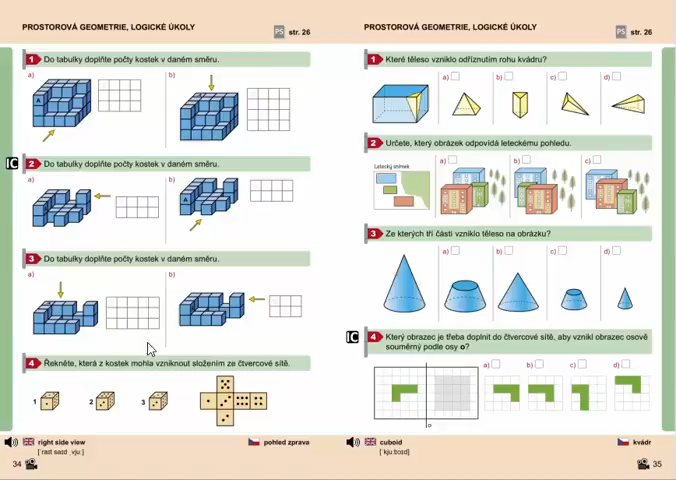 PROSTOROVÁ GEOMETRIE, LOGICKÉ ÚKOLY
PS str. 26
1 Do tabulky doplňte počty kostek v daném směru.
a) b)
A
IC
2 Do tabulky doplňte počty kostek v daném směru.
a) b)
A
3 Do tabulky doplňte počty kostek v daném směru.
a) b)
4 Řekněte, která z kostek mohla vzniknout složením ze čtvercové sítě.
1 2 3
right side view
[ˈraɪt saɪd ˌvjuː]
pohled zprava
34
PROSTOROVÁ GEOMETRIE, LOGICKÉ ÚKOLY
PS str. 26
1 Které těleso vzniklo odříznutím rohu kvádru?
a) b) c) d)
2 Určete, který obrázek odpovídá leteckému pohledu.
Letecký snímek
a) b) c)
3 Ze kterých tří částí vzniklo těleso na obrázku?
a) b) c) d)
IC
4 Který obrazec je třeba doplnit do čtvercové sítě, aby vznikl obrazec osově
souměrný podle osy o?
a) b) c) d)
o
cuboid
[ˈkjuːbɔɪd]
kvádr
35